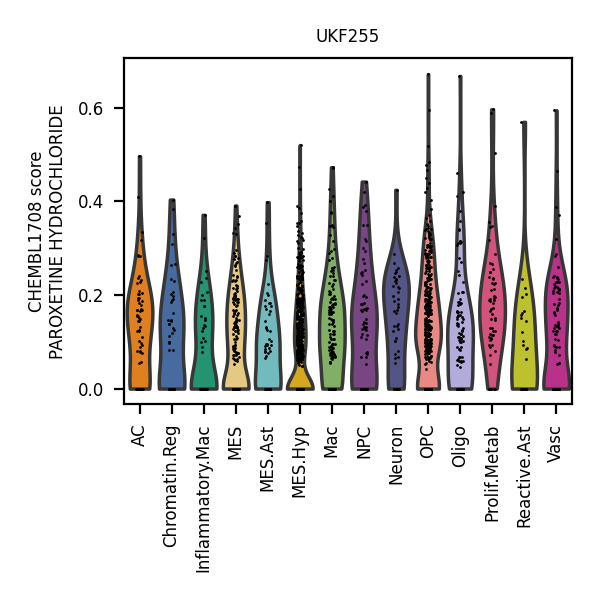 UKF255
CHEMBL1708 score
PAROXETINE HYDROCHLORIDE
0.6
0.4
0.2
0.0
AC
Chromatin.Reg
Inflammatory.Mac
MES
MES.Ast
MES.Hyp
Mac
NPC
Neuron
OPC
Oligo
Prolif.Metab
Reactive.Ast
Vasc